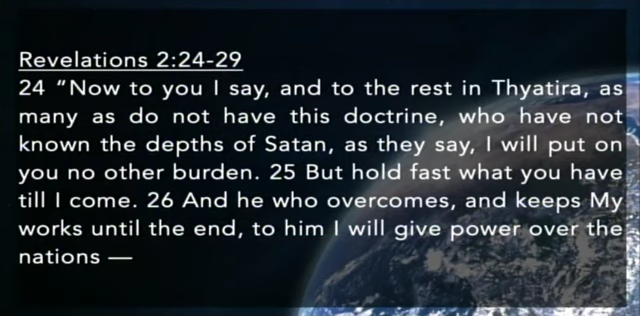 Revelations 2:24-29
24 “Now to you I say, and to the rest in Thyatira, as
many as do not have this doctrine, who have not
known the depths of Satan, as they say, I will put on
you no other burden. 25 But hold fast what you have
till I come. 26 And he who overcomes, and keeps My
works until the end, to him I will give power over the
nations —